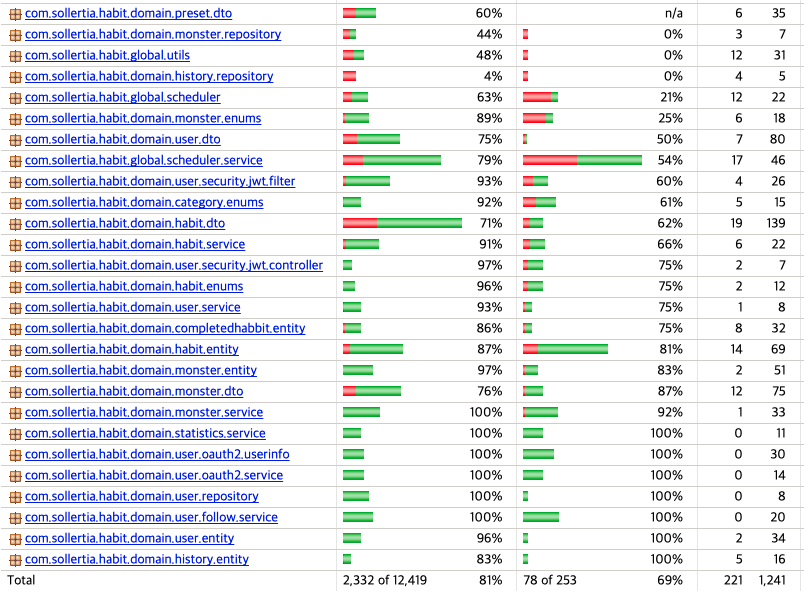 com.sollertia.habit.domain.preset.dto 60% n/a 6 35
com.sollertia.habit.domain.monster.repository 44% 0% 3 7
com.sollertia.habit.global.utils 48% 0% 12 31
com.sollertia.habit.domain.history.repository 4% 0% 4 5
com.sollertia.habit.global.scheduler 63% 21% 12 22
com.sollertia.habit.domain.monster.enums 89% 25% 6 18
com.sollertia.habit.domain.user.dto 75% 50% 7 80
com.sollertia.habit.global.scheduler.service 79% 54% 17 46
com.sollertia.habit.domain.user.security.jwt.filter 93% 60% 4 26
com.sollertia.habit.domain.category.enums 92% 61% 5 15
com.sollertia.habit.domain.habit.dto 71% 62% 19 139
com.sollertia.habit.domain.habit.service 91% 66% 6 22
com.sollertia.habit.domain.user.security.jwt.controller 97% 75% 2 7
com.sollertia.habit.domain.habit.enums 96% 75% 2 12
com.sollertia.habit.domain.user.service 93% 75% 1 8
com.sollertia.habit.domain.completedhabbit.entity 86% 75% 8 32
com.sollertia.habit.domain.habit.entity 87% 81% 14 69
com.sollertia.habit.domain.monster.entity 97% 83% 2 51
com.sollertia.habit.domain.monster.dto 76% 87% 12 75
com.sollertia.habit.domain.monster.service 100% 92% 1 33
com.sollertia.habit.domain.statistics.service 100% 100% 0 11
com.sollertia.habit.domain.user.oauth2.userinfo 100% 100% 0 30
com.sollertia.habit.domain.user.oauth2.service 100% 100% 0 14
com.sollertia.habit.domain.user.repository 100% 100% 0 8
com.sollertia.habit.domain.user.follow.service 100% 100% 0 20
com.sollertia.habit.domain.user.entity 96% 100% 2 34
com.sollertia.habit.domain.history.entity 83% 100% 5 16
Total 2,332 of 12,419 81% 78 of 253 69% 221 1,241